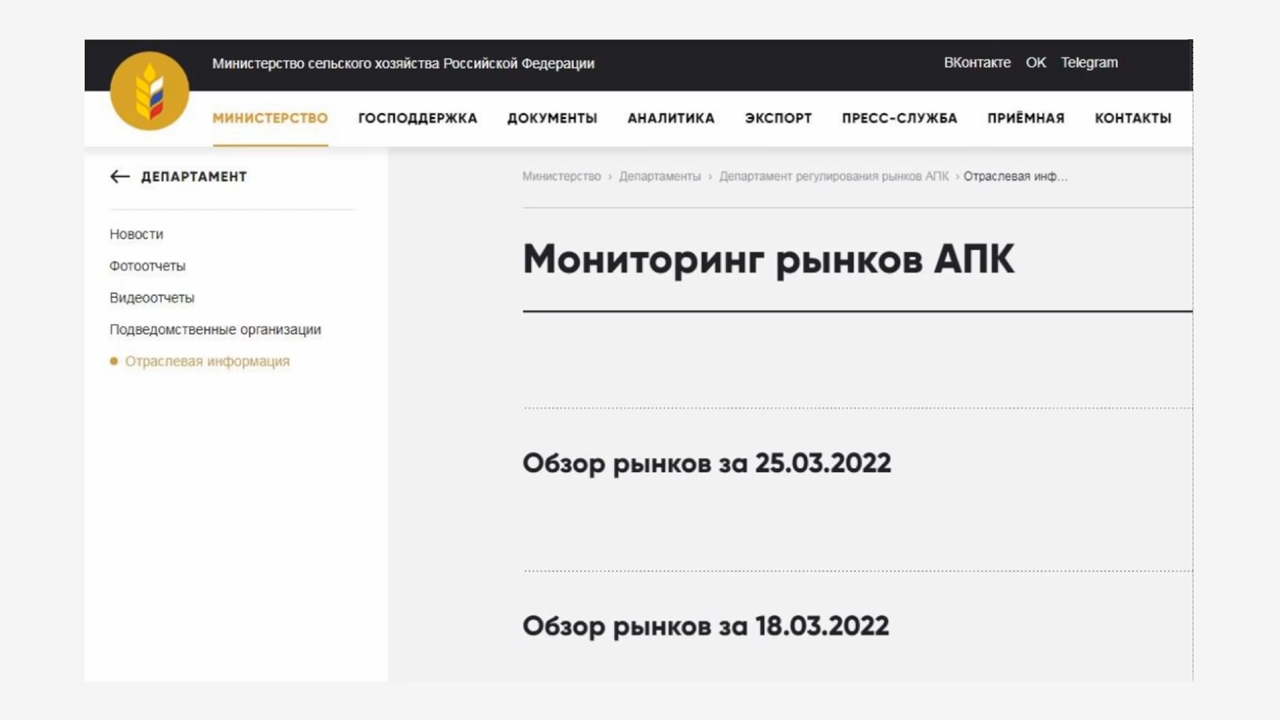 Министерство сельского хозяйства Российской Федерации
ВКонтакте OK Telegram
МИНИСТЕРСТВО ГОСПОДДЕРЖКА ДОКУМЕНТЫ АНАЛИТИКА ЭКСПОРТ ПРЕСС-СЛУЖБА ПРИЁМНАЯ КОНТАКТЫ
← ДЕПАРТАМЕНТ
Новости
Фотоотчеты
Видеоотчеты
Подведомственные организации
Отраслевая информация
Министерство › Департаменты › Департамент регулирования рынков АПК › Отраслевая инф...
Мониторинг рынков АПК
Обзор рынков за 25.03.2022
Обзор рынков за 18.03.2022